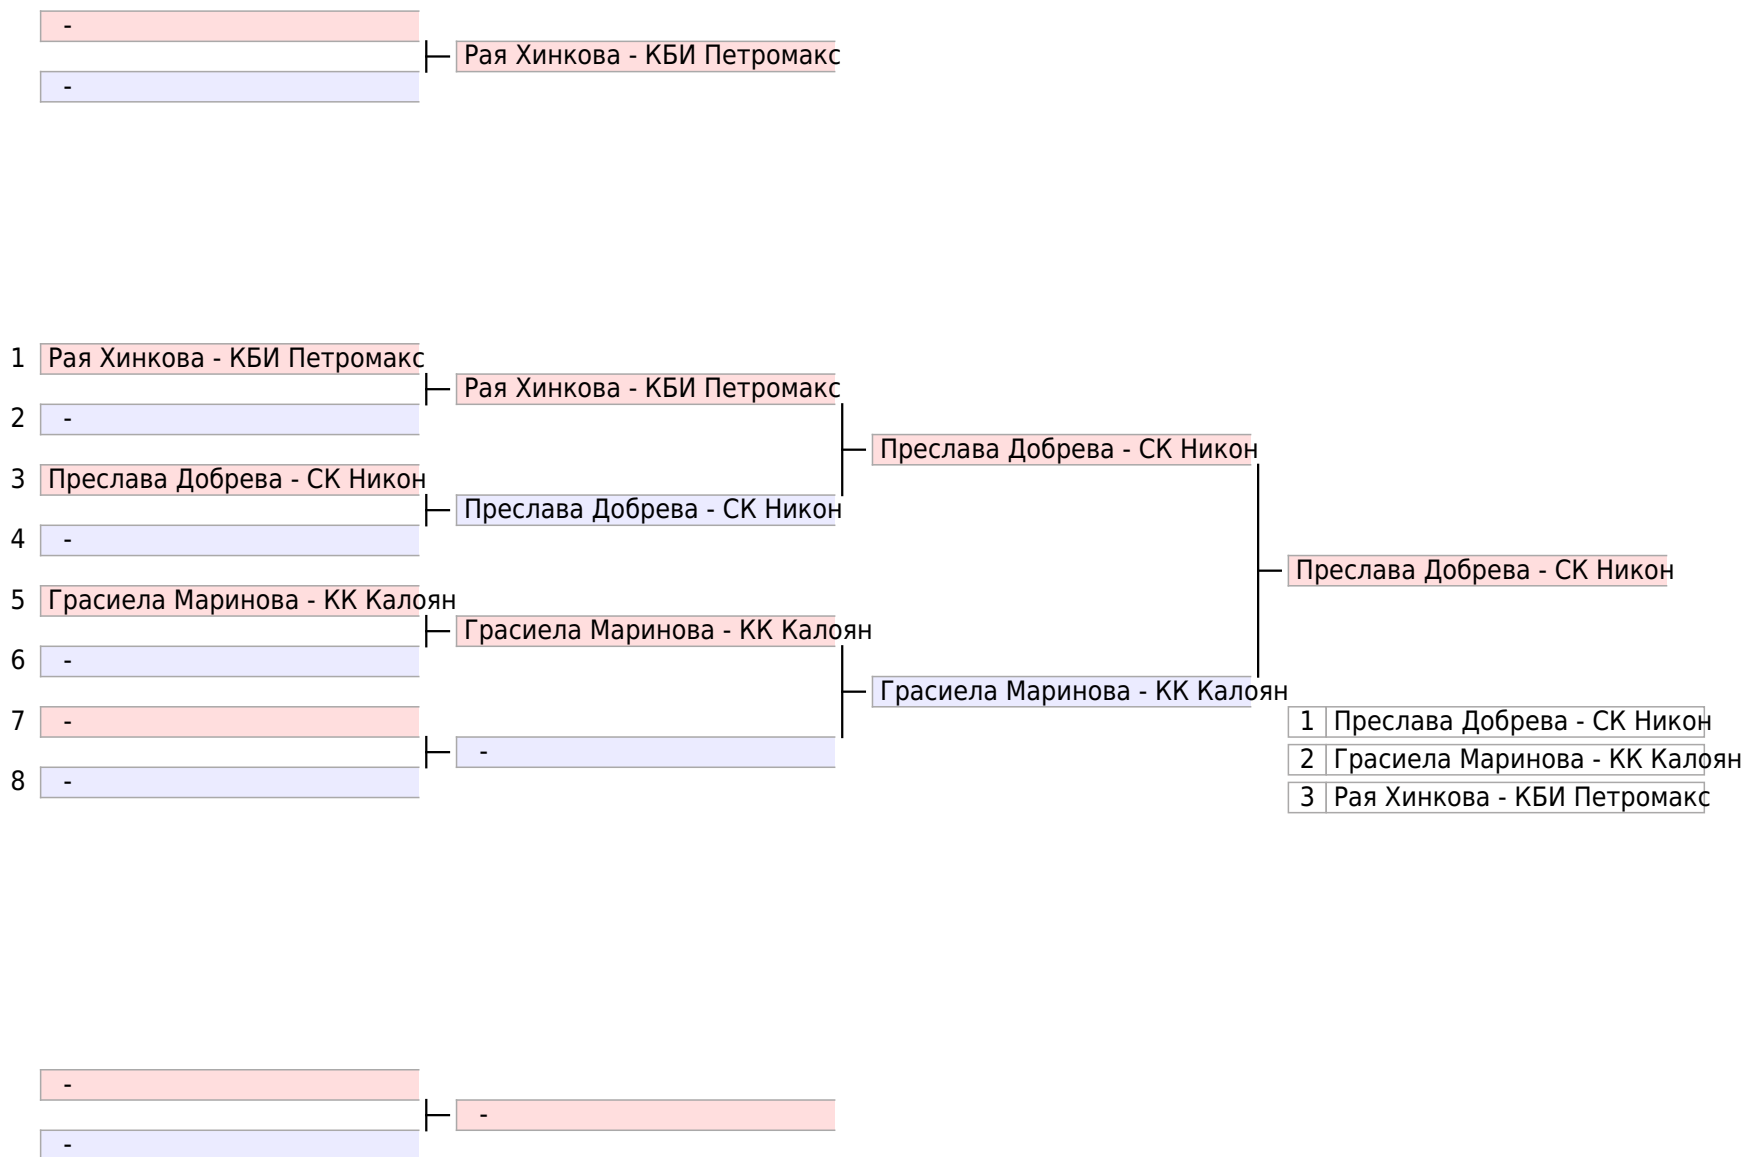 -
Рая Хинкова - КБИ Петромакс
-
1 Рая Хинкова - КБИ Петромакс
Рая Хинкова - КБИ Петромакс
2 -
Преслава Добрева - СК Никон
3 Преслава Добрева - СК Никон
Преслава Добрева - СК Никон
4 -
Преслава Добрева - СК Никон
5 Грасиела Маринова - КК Калоян
Грасиела Маринова - КК Калоян
6 -
Грасиела Маринова - КК Калоян
7 -
1 Преслава Добрева - СК Никон
-
2 Грасиела Маринова - КК Калоян
8 -
3 Рая Хинкова - КБИ Петромакс
-
-
-